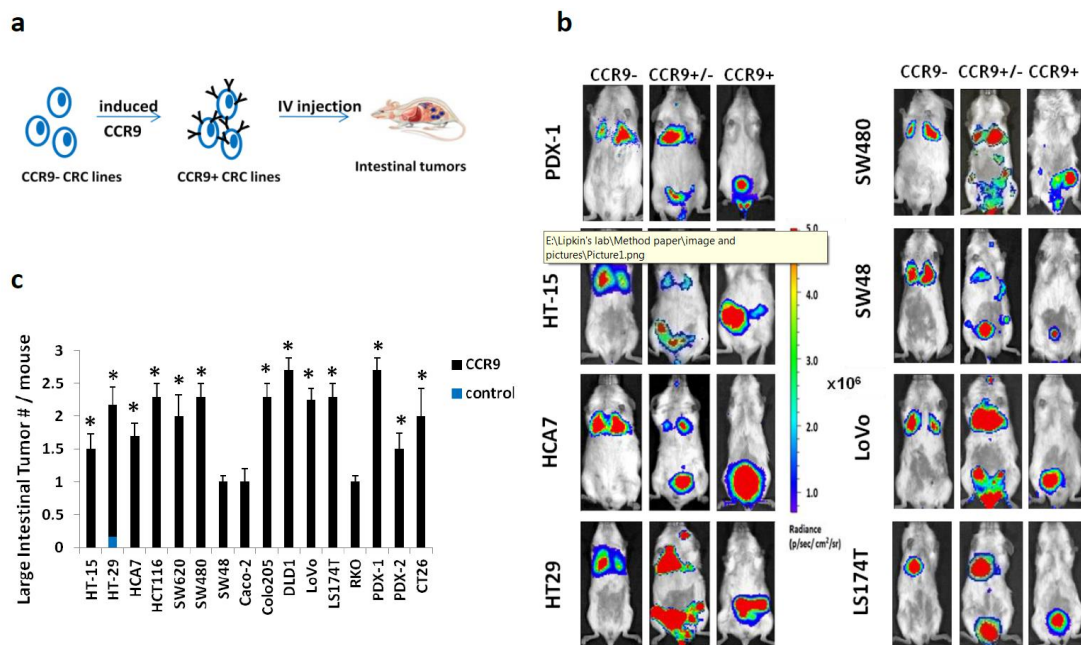 a
induced
CCR9
IV injection
CCR9- CRC lines
CCR9+ CRC lines
Intestinal tumors
b
CCR9- CCR9+/- CCR9+
CCR9- CCR9+/- CCR9+
PDX-1
SW480
E:\Lipkin's lab\Method paper\image and
pictures\Picture1.png
HT-15
5.0
4.0
3.0
2.0
1.0
x10⁶
Radiance
(p/sec/cm²/sr)
SW48
HCA7
LoVo
HT29
LS174T
c
Large Intestinal Tumor # / mouse
3
2.5
2
1.5
1
0.5
0
* * * * * * * * * * * * *
CCR9
control
HT-15
HT-29
HCA7
HCT116
SW620
SW480
SW48
Caco-2
Colo205
DLD1
LoVo
LS174T
RKO
PDX-1
PDX-2
CT26